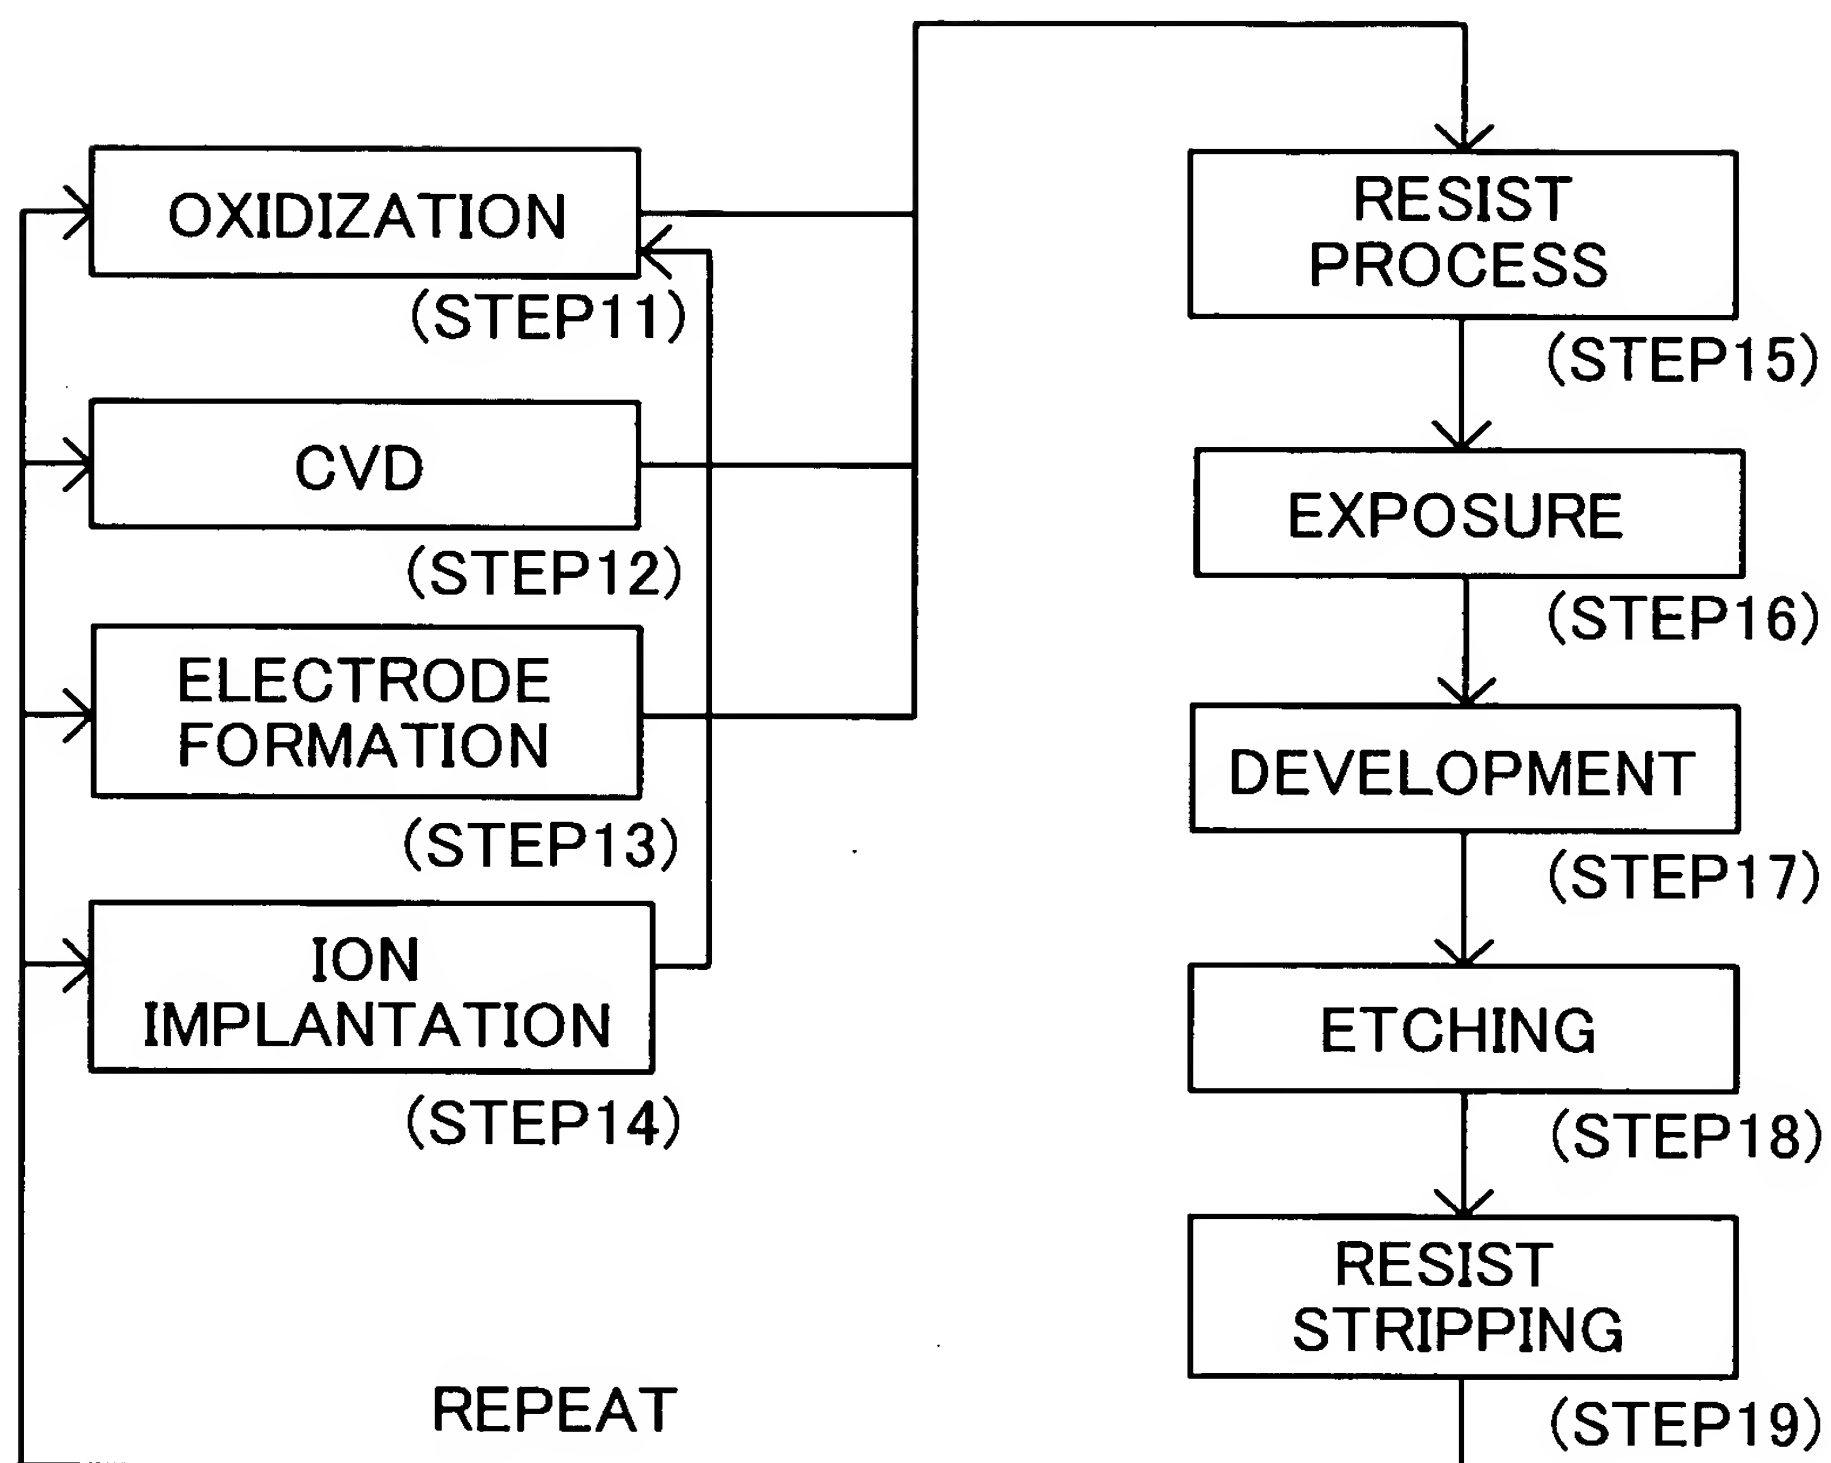 OXIDIZATION
(STEP11)
CVD
(STEP12)
ELECTRODE
FORMATION
(STEP13)
ION
IMPLANTATION
(STEP14)
REPEAT
RESIST
PROCESS
(STEP15)
EXPOSURE
(STEP16)
DEVELOPMENT
(STEP17)
ETCHING
(STEP18)
RESIST
STRIPPING
(STEP19)